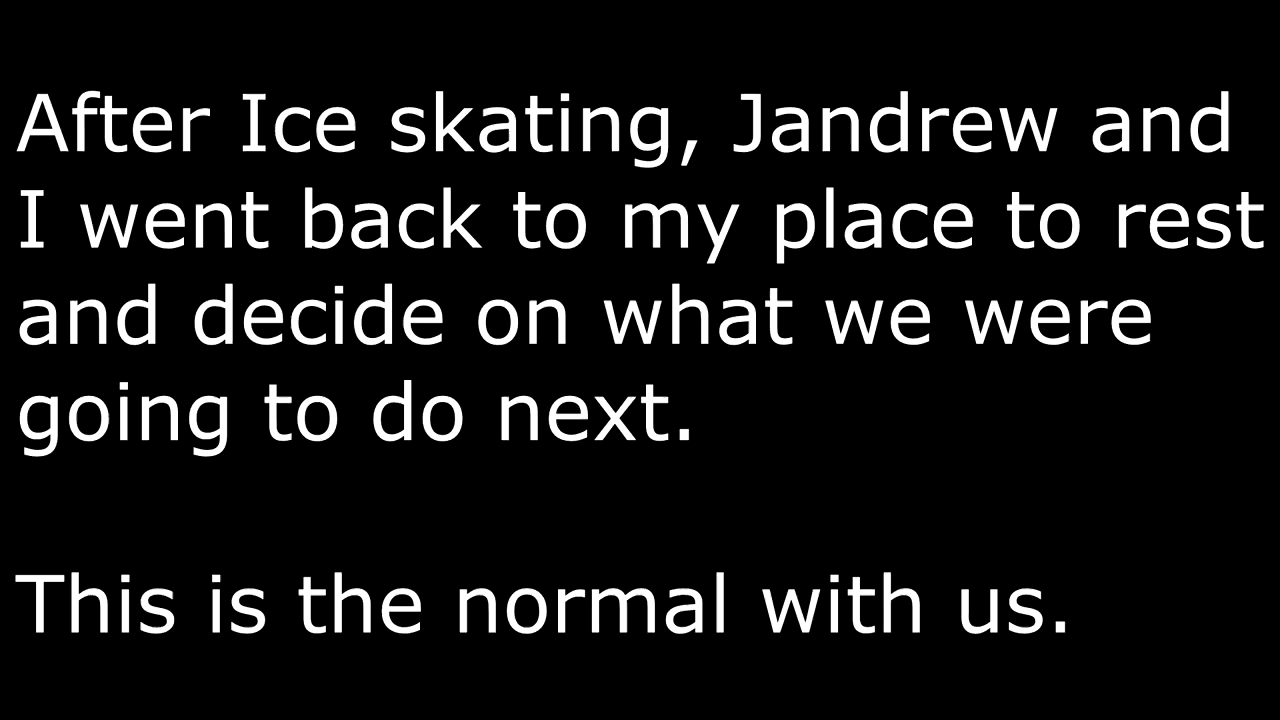 After Ice skating, Jandrew and
I went back to my place to rest
and decide on what we were
going to do next.
This is the normal with us.